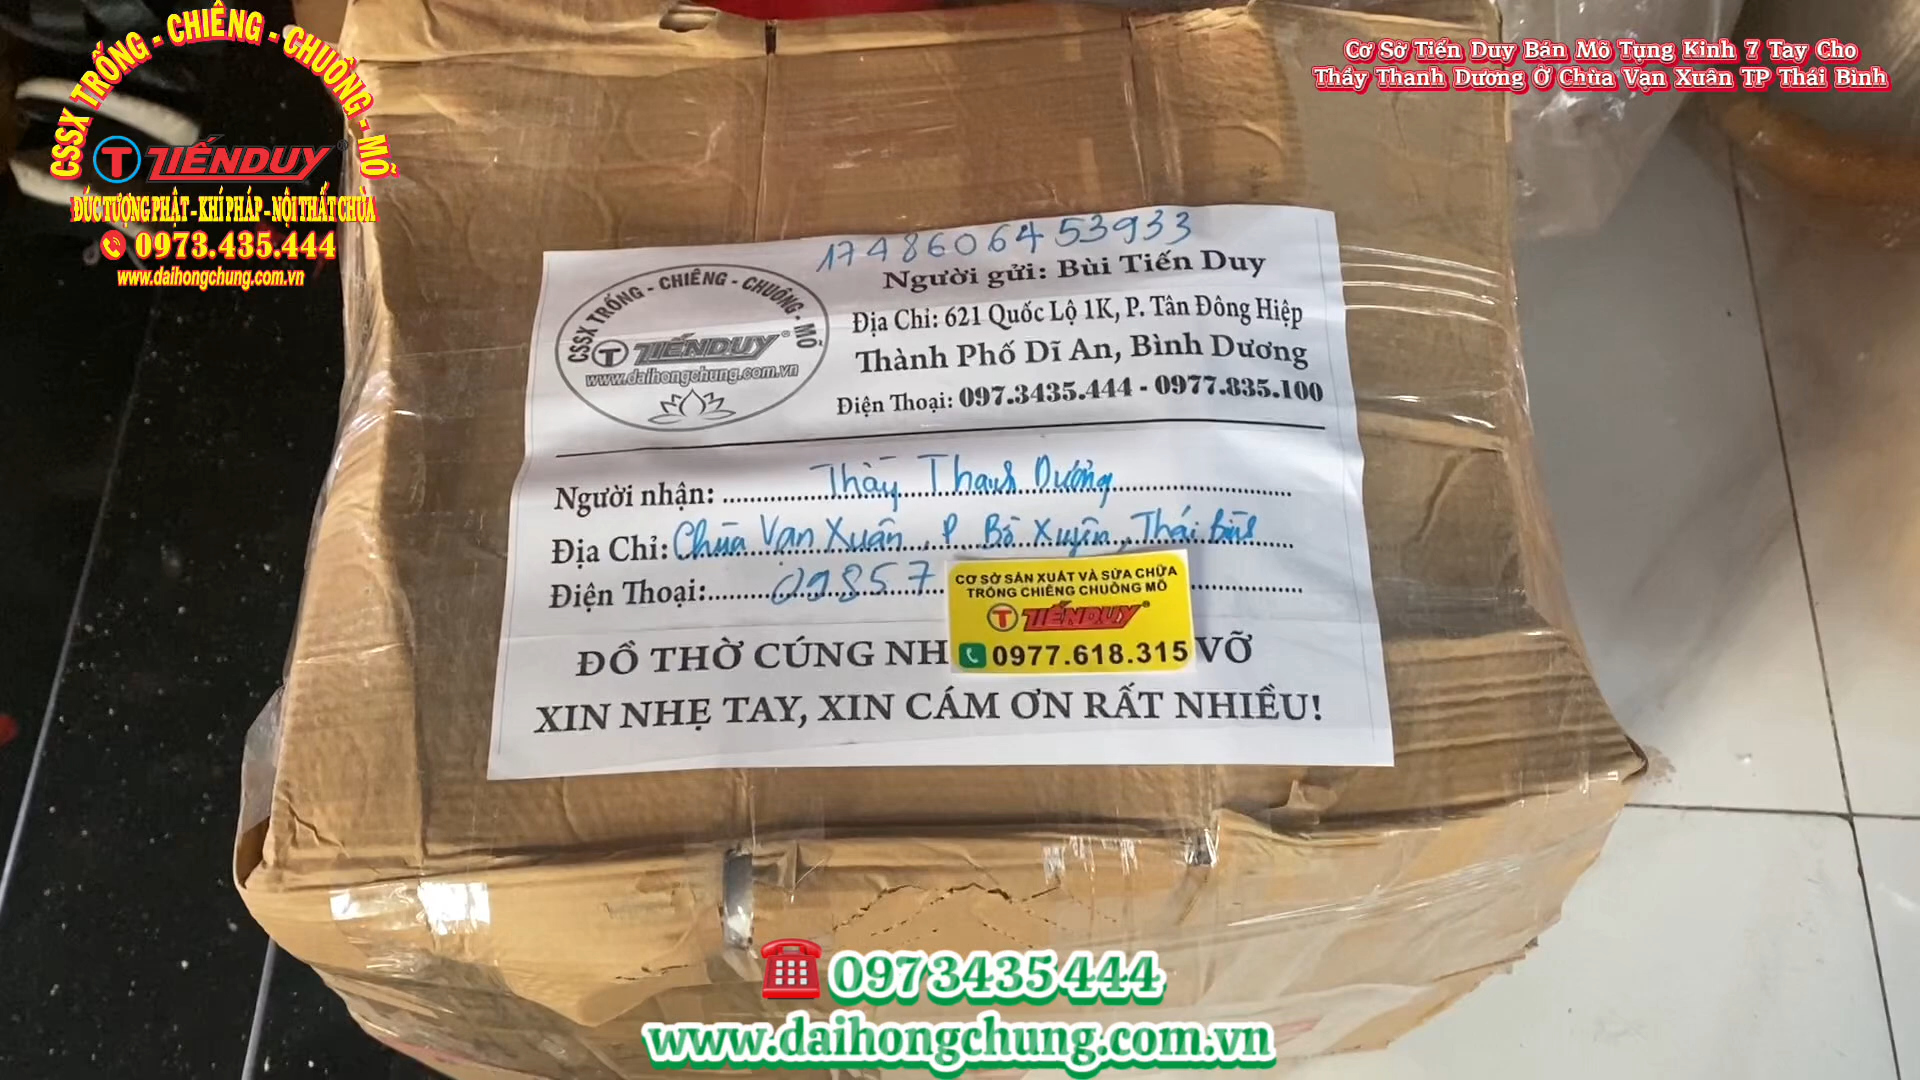 CSSX TRỐNG - CHIÊNG - CHUÔNG - MÕ
TIẾNDUY®
ĐÚC TƯỢNG PHẬT - KHÍ PHÁP - NỘI THẤT CHÙA
0973.435.444
www.daihongchung.com.vn
Cơ Sở Tiến Duy Bán Mõ Tụng Kinh 7 Tay Cho
Thầy Thanh Dương Ở Chùa Vạn Xuân TP Thái Bình
1748606453933
Người gửi: Bùi Tiến Duy
Địa Chỉ: 621 Quốc Lộ 1K, P. Tân Đông Hiệp
Thành Phố Dĩ An, Bình Dương
Điện Thoại: 097.3435.444 - 0977.835.100
CSSX TRỐNG - CHIÊNG - CHUÔNG - MÕ
TIẾNDUY®
www.daihongchung.com.vn
Người nhận: Thầy Thanh Dương
Địa Chỉ: Chùa Vạn Xuân, P Bồ Xuyên, Thái Bình
Điện Thoại: 09857
CƠ SỞ SẢN XUẤT VÀ SỬA CHỮA
TRỐNG CHIÊNG CHUÔNG MÕ
TIẾNDUY®
0977.618.315
ĐỒ THỜ CÚNG NH VỠ
XIN NHẸ TAY, XIN CÁM ƠN RẤT NHIỀU!
0973435444
www.daihongchung.com.vn